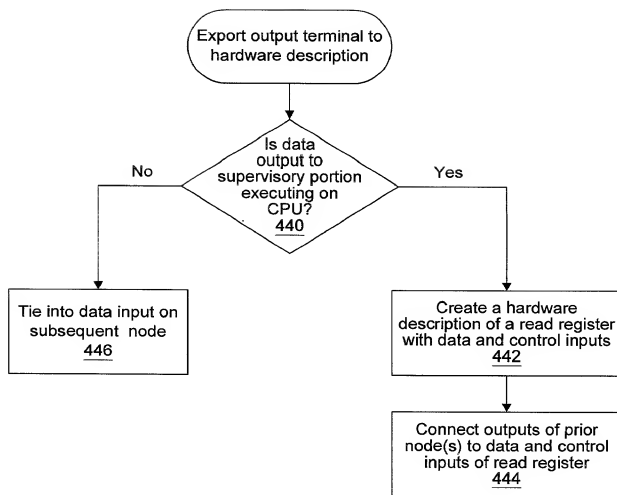 Export output terminal to
hardware description
Is data
output to
supervisory portion
executing on
CPU?
440
No
Yes
Tie into data input on
subsequent node
446
Create a hardware
description of a read register
with data and control inputs
442
Connect outputs of prior
node(s) to data and control
inputs of read register
444